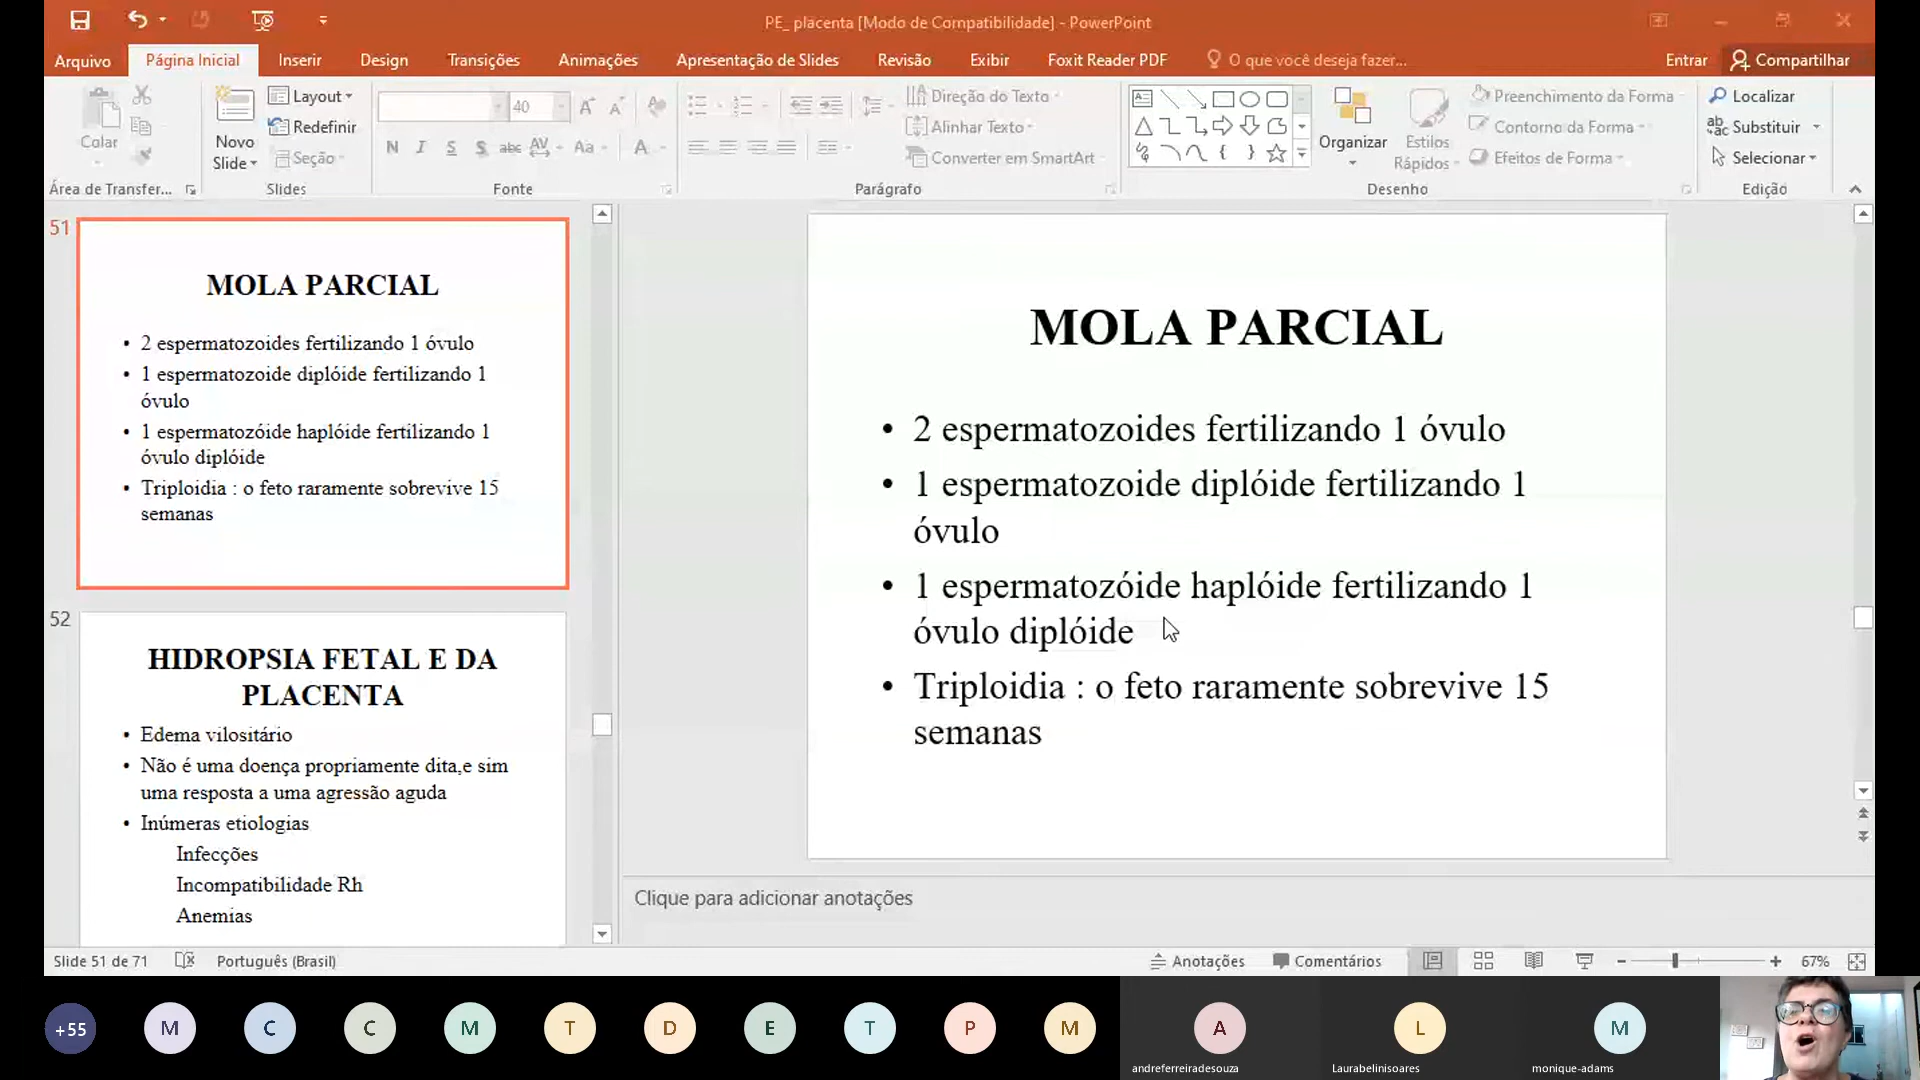 PE_ placenta [Modo de Compatibilidade] - PowerPoint
Arquivo
Página Inicial
Inserir
Design
Transições
Animações
Apresentação de Slides
Revisão
Exibir
Foxit Reader PDF
O que você deseja fazer...
Entrar
Compartilhar
Colar
Novo
Slide
Layout
Redefinir
Seção
40
N I S S abc AV Aa A
Direção do Texto
Alinhar Texto
Converter em SmartArt
Organizar
Estilos
Rápidos
Preenchimento da Forma
Contorno da Forma
Efeitos de Forma
Localizar
Substituir
Selecionar
Área de Transfer...
Slides
Fonte
Parágrafo
Desenho
Edição
51
MOLA PARCIAL
• 2 espermatozoides fertilizando 1 óvulo
• 1 espermatozoide diplóide fertilizando 1
óvulo
• 1 espermatozóide haplóide fertilizando 1
óvulo diplóide
• Triploidia : o feto raramente sobrevive 15
semanas
52
HIDROPSIA FETAL E DA
PLACENTA
• Edema vilositário
• Não é uma doença propriamente dita,e sim
uma resposta a uma agressão aguda
• Inúmeras etiologias
Infecções
Incompatibilidade Rh
Anemias
MOLA PARCIAL
• 2 espermatozoides fertilizando 1 óvulo
• 1 espermatozoide diplóide fertilizando 1
óvulo
• 1 espermatozóide haplóide fertilizando 1
óvulo diplóide
• Triploidia : o feto raramente sobrevive 15
semanas
Clique para adicionar anotações
Slide 51 de 71
Português (Brasil)
Anotações
Comentários
67%
+55
M
C
C
M
T
D
E
T
P
M
A
L
M
andreferreiradesouza
Laurabelinisoares
monique-adams